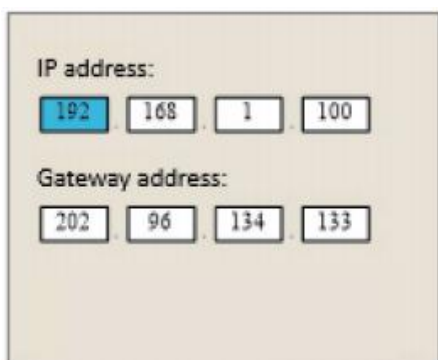 IP address:
192 . 168 . 1 . 100
Gateway address:
202 . 96 . 134 . 133